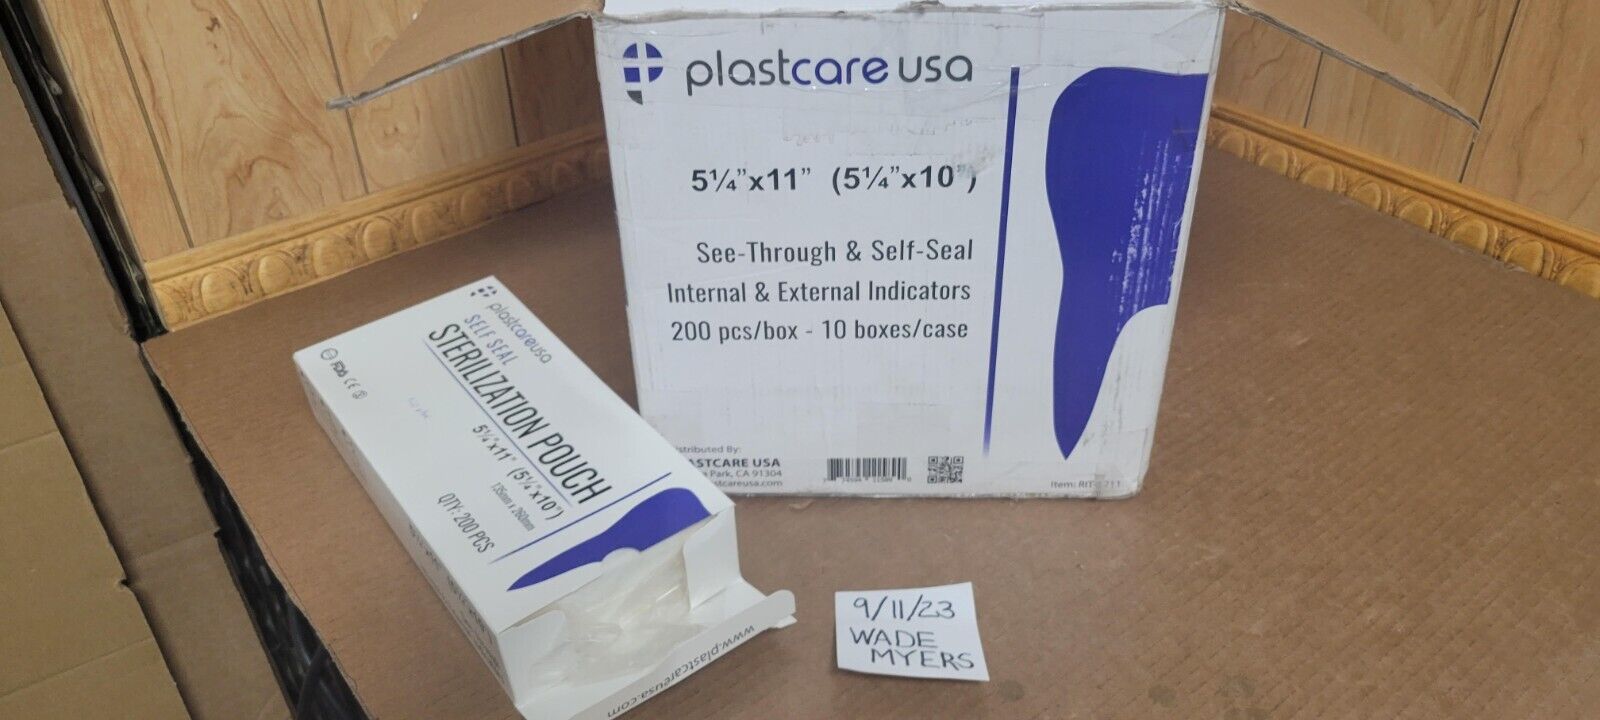 plastcare usa
5¼"x11" (5¼"x10")
See-Through & Self-Seal
Internal & External Indicators
200 pcs/box - 10 boxes/case
Distributed By:
PLASTCARE USA
Park, CA 91304
Item:
plastcareusa
SELF SEAL
STERILIZATION POUCH
5¼"x11" (5¼"x10")
135mm x 260mm
QTY: 200 PCS
www.plastcareusa.com
9/11/23
WADE
MYERS